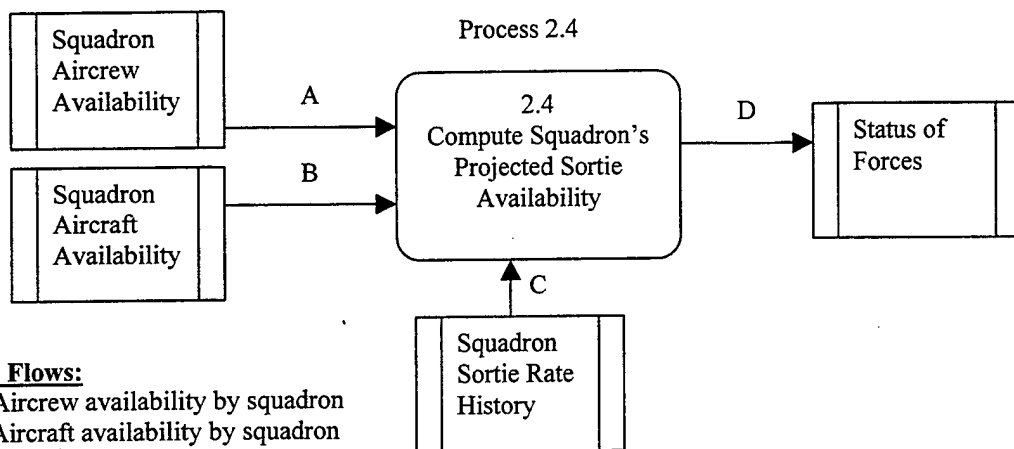 Process 2.4
Squadron
Aircrew
Availability
A
2.4
Compute Squadron's
Projected Sortie
Availability
D
Status of
Forces
B
Squadron
Aircraft
Availability
C
Squadron
Sortie Rate
History
Flows:
Aircrew availability by squadron
Aircraft availability by squadron